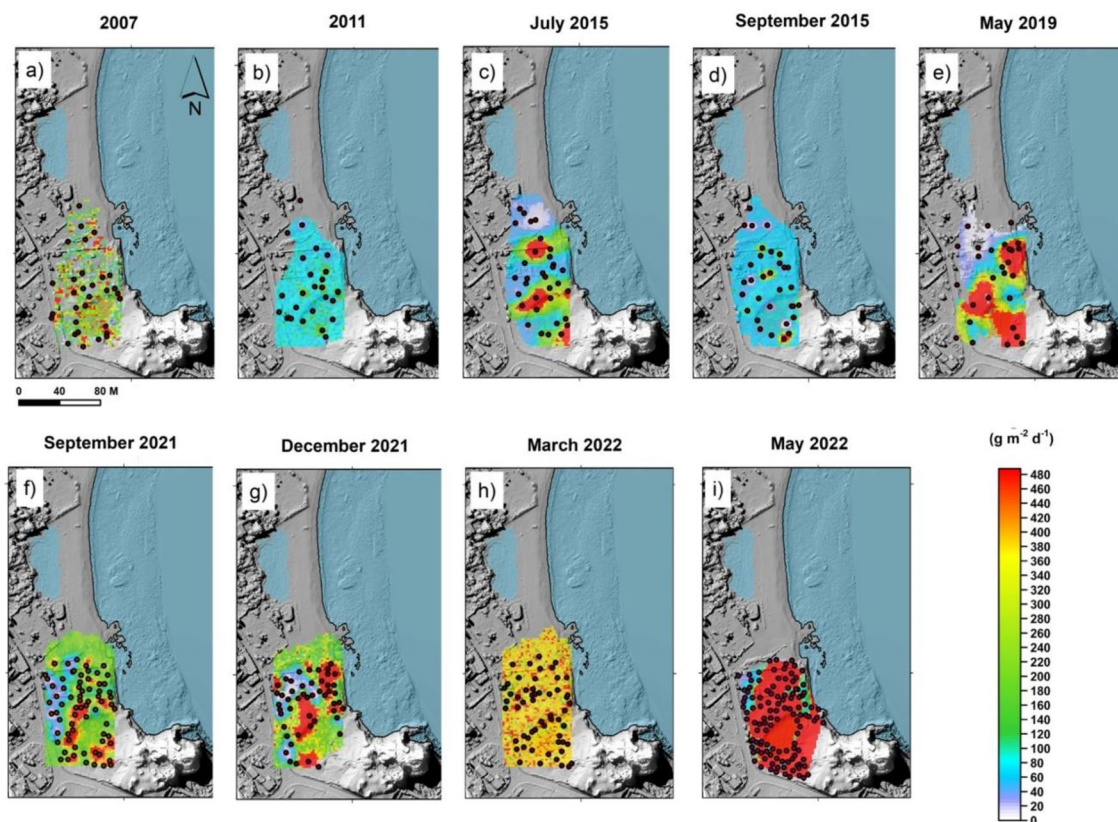 2007
2011
July 2015
September 2015
May 2019
a)
b)
c)
d)
e)
N
0 40 80 M
September 2021
December 2021
March 2022
May 2022
(g m⁻² d⁻¹)
f)
g)
h)
i)
480
460
440
420
400
380
360
340
320
300
280
260
240
220
200
180
160
140
120
100
80
60
40
20
0